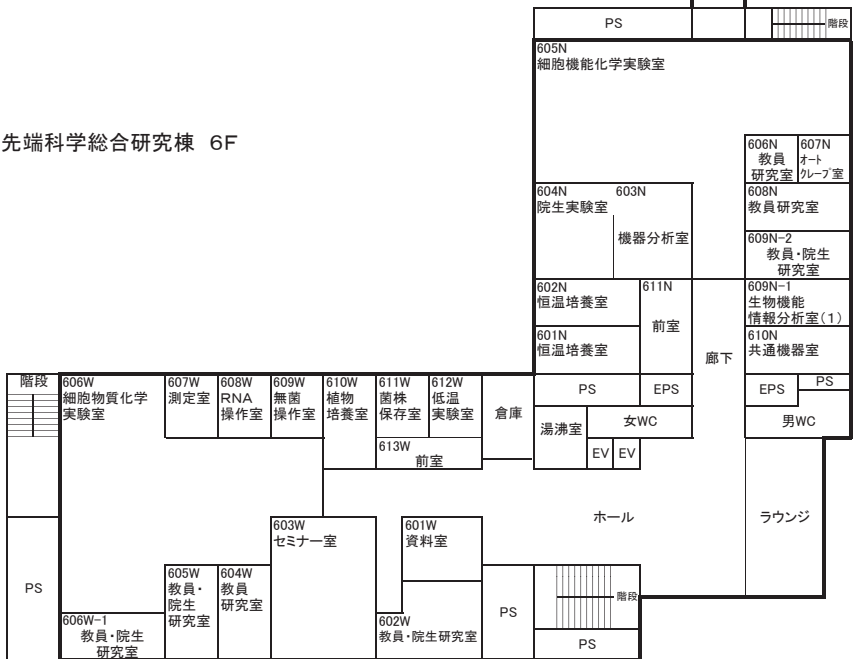 PS
階段
605N
細胞機能化学実験室
先端科学総合研究棟 6F
606N
教員
研究室
607N
オート
クレーブ室
604N
院生実験室
603N
機器分析室
608N
教員研究室
609N-2
教員・院生
研究室
602N
恒温培養室
611N
前室
609N-1
生物機能
情報分析室(1)
601N
恒温培養室
610N
共通機器室
廊下
階段
606W
細胞物質化学
実験室
607W
測定室
608W
RNA
操作室
609W
無菌
操作室
610W
植物
培養室
611W
菌株
保存室
612W
低温
実験室
倉庫
PS
EPS
EPS
PS
湯沸室
女WC
男WC
613W
前室
EV
EV
603W
セミナー室
601W
資料室
ホール
ラウンジ
PS
605W
教員・
院生
研究室
604W
教員
研究室
606W-1
教員・院生
研究室
602W
教員・院生研究室
PS
階段
PS